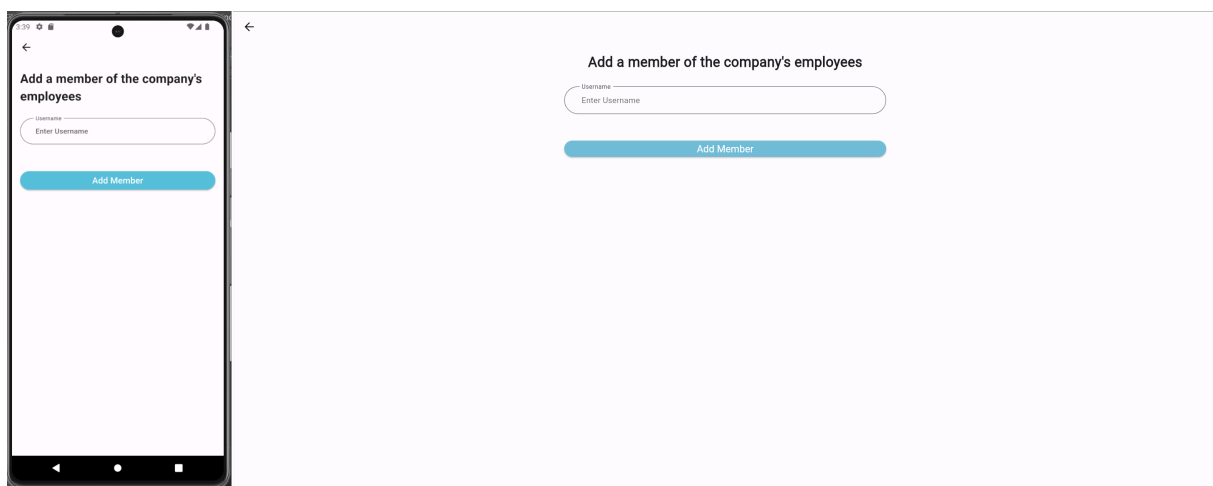 3:39
Add a member of the company's
employees
Username
Enter Username
Add Member
Add a member of the company's employees
Username
Enter Username
Add Member